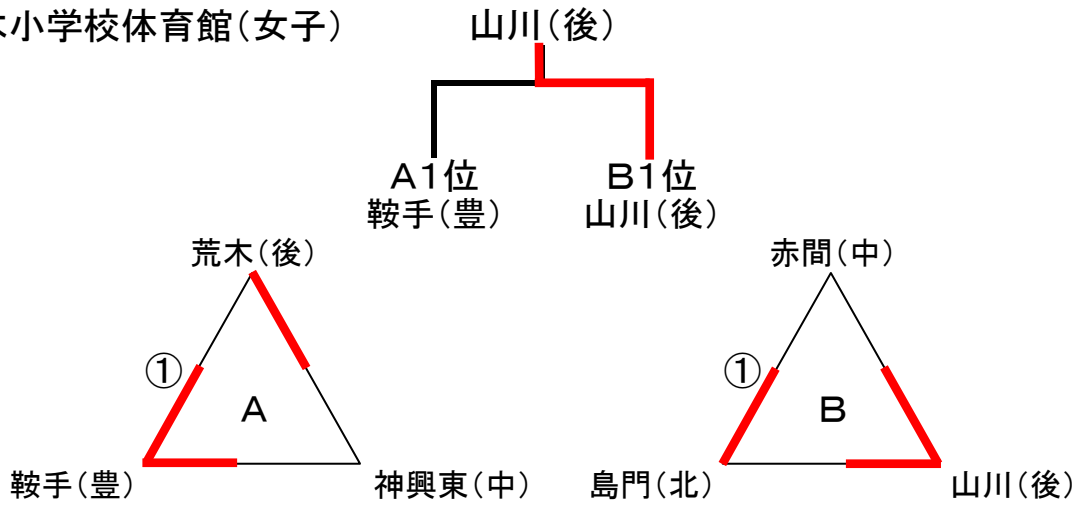 小学校体育館(女子)
山川(後)
A1位
鞍手(豊)
B1位
山川(後)
荒木(後)
①
A
鞍手(豊)
神興東(中)
赤間(中)
①
B
島門(北)
山川(後)